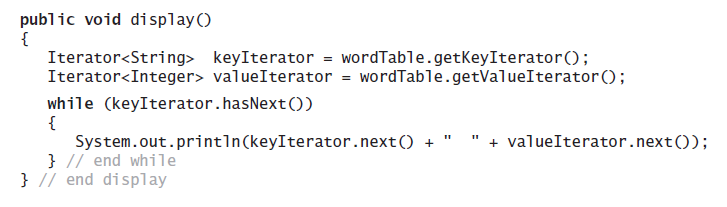 public void display()
{
   Iterator<String>  keyIterator = wordTable.getKeyIterator();
   Iterator<Integer> valueIterator = wordTable.getValueIterator();
   while (keyIterator.hasNext())
   {
      System.out.println(keyIterator.next() + "  " + valueIterator.next());
   } // end while
} // end display